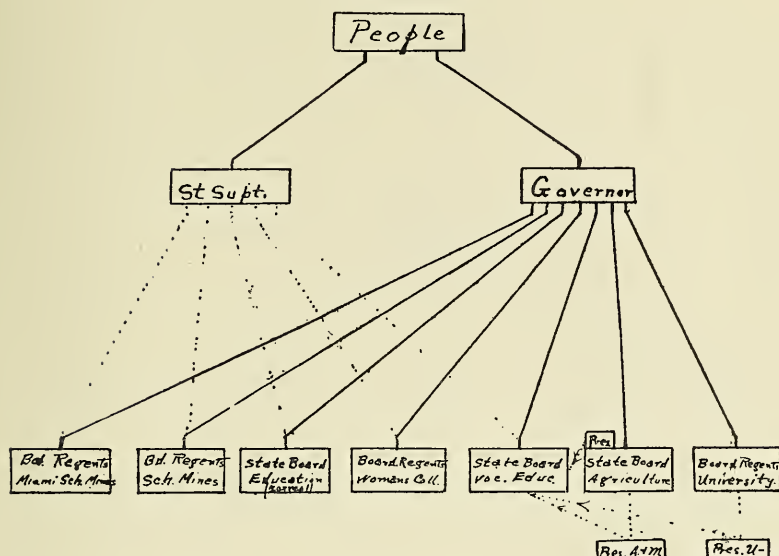 People
St Supt.
Governor
Bd. Regents
Miami Sch. Mines
Bd. Regents
Sch. Mines
State Board
Education
Board Regents
Womans Coll.
State Board
Voc. Educ.
Pres
State Board
Agriculture
Board Regents
University.
Pres. A+M
Pres. U-